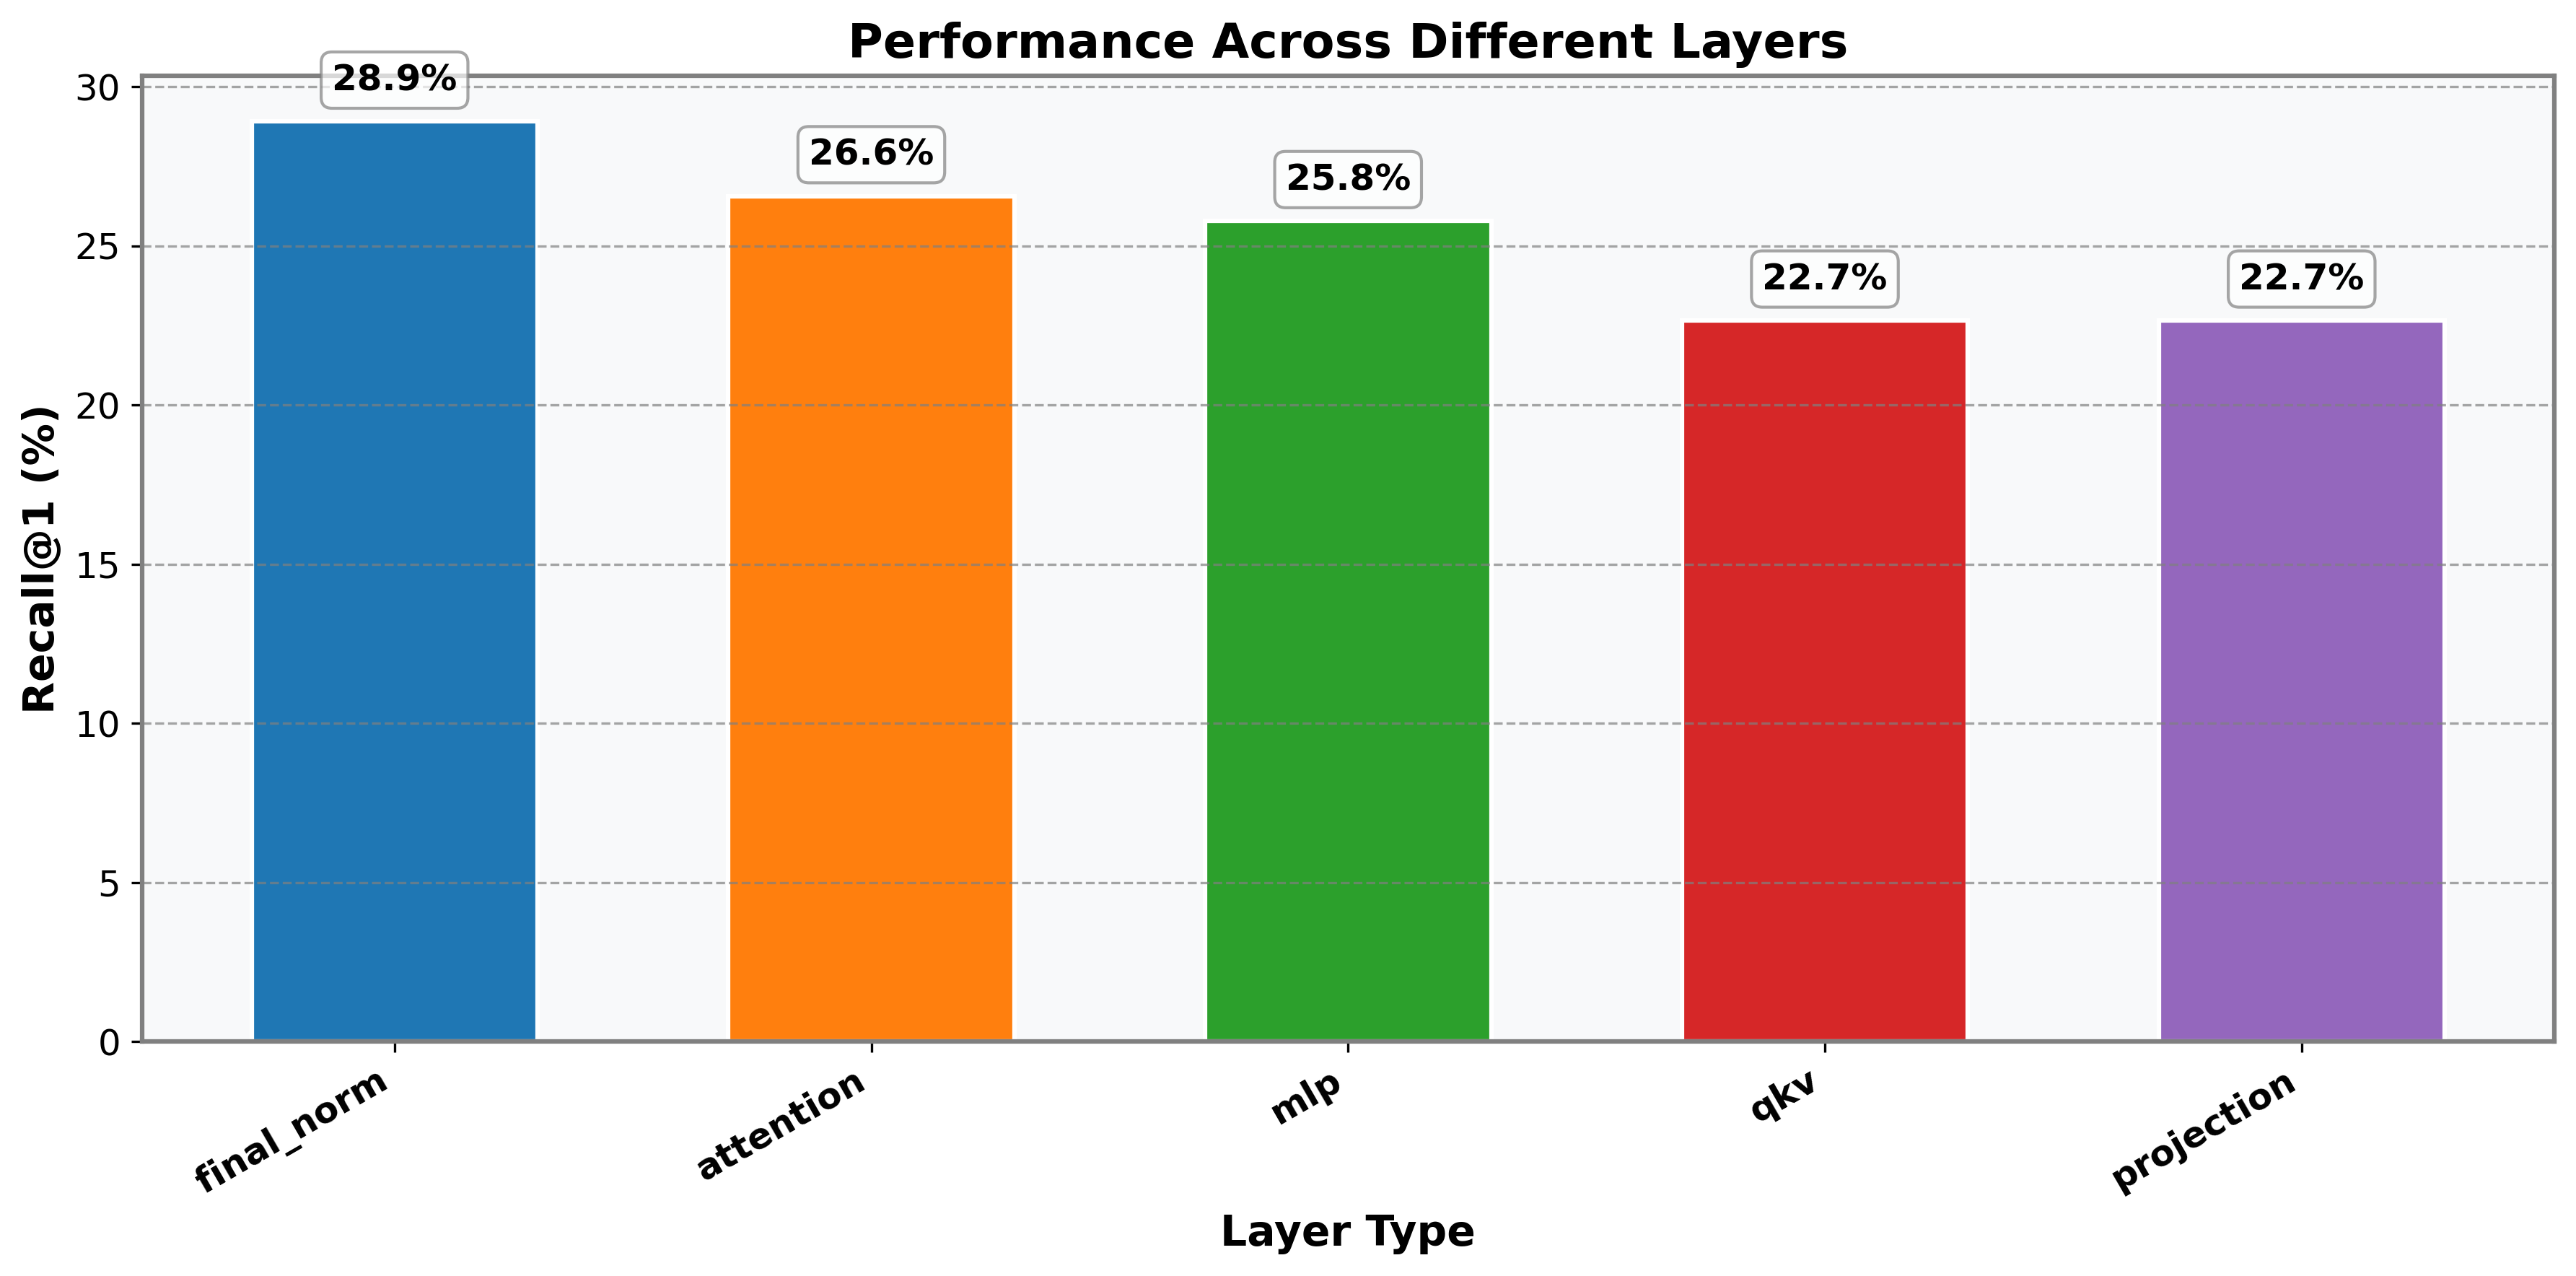 Performance Across Different Layers
28.9%
26.6%
25.8%
22.7%
22.7%
Recall@1 (%)
30
25
20
15
10
5
0
final_norm
attention
mlp
qkv
projection
Layer Type